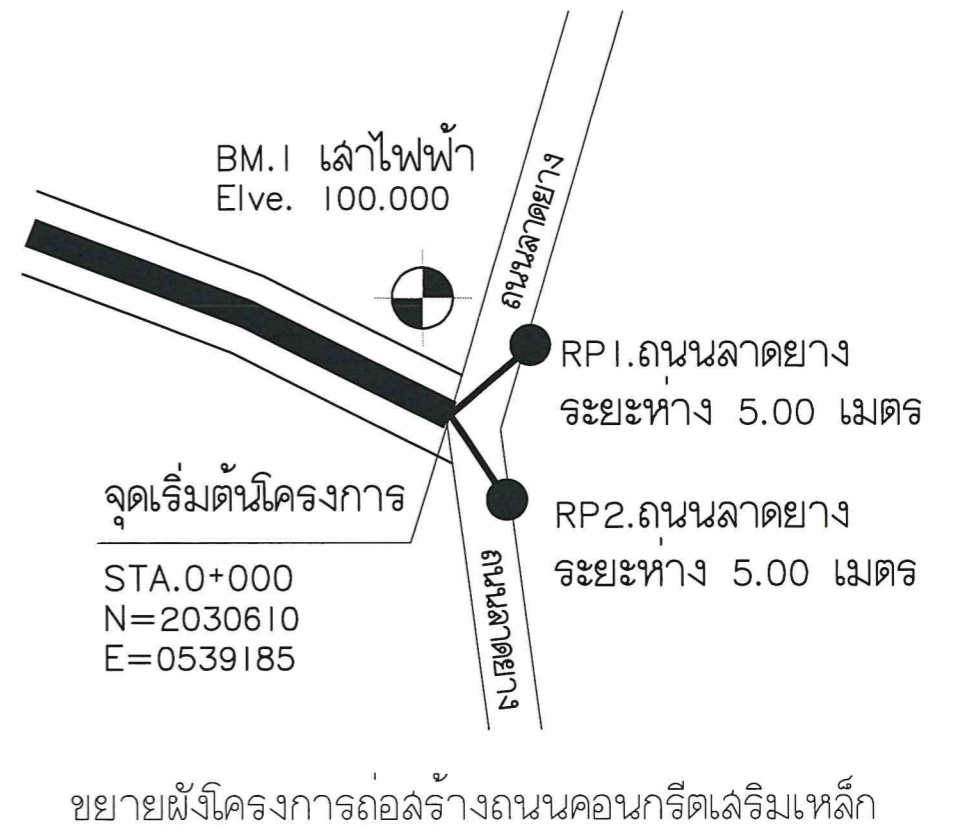 BM.1 เสาไฟฟ้า
Elve. 100.000
ถนนลาดยาง
RP1.ถนนลาดยาง
ระยะห่าง 5.00 เมตร
จุดเริ่มต้นโครงการ
STA.0+000
N=2030610
E=0539185
RP2.ถนนลาดยาง
ระยะห่าง 5.00 เมตร
ถนนลาดยาง
ขยายผังโครงการก่อสร้างถนนคอนกรีตเสริมเหล็ก